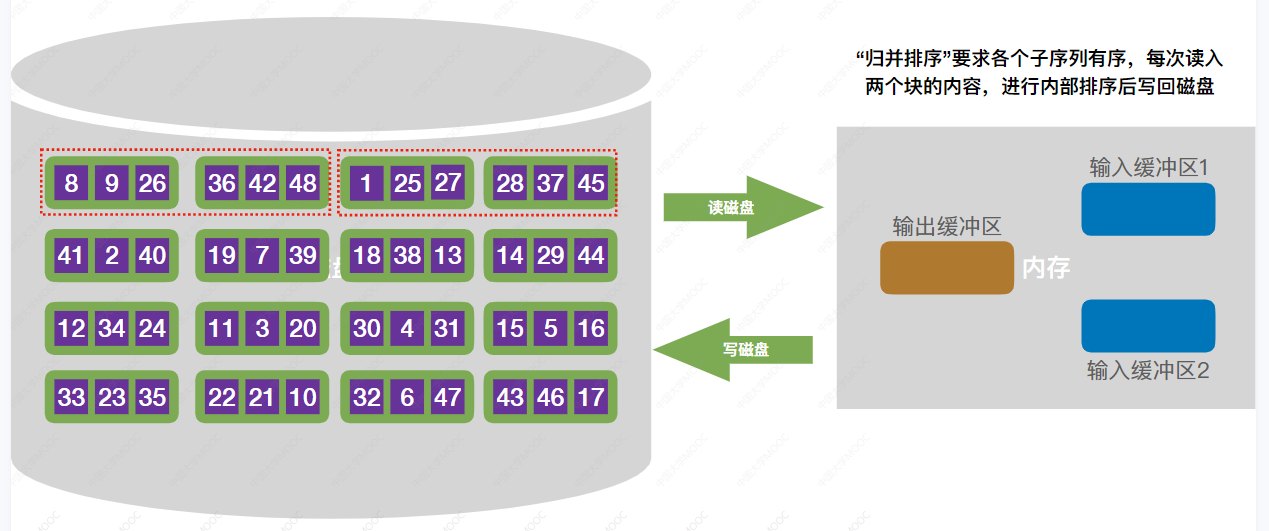 “归并排序”要求各个子序列有序，每次读入
两个块的内容，进行内部排序后写回磁盘
8 9 26 36 42 48 1 25 27 28 37 45
41 2 40 19 7 39 18 38 13 14 29 44
12 34 24 11 3 20 30 4 31 15 5 16
33 23 35 22 21 10 32 6 47 43 46 17
读磁盘
写磁盘
输入缓冲区1
输出缓冲区
内存
输入缓冲区2